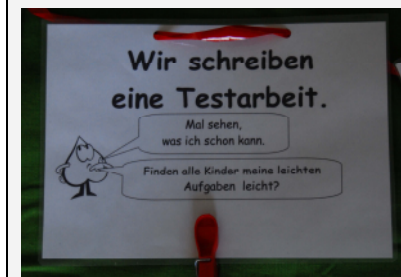 Wir schreiben
eine Testarbeit.
Mal sehen,
was ich schon kann.
Finden alle Kinder meine leichten
Aufgaben leicht?